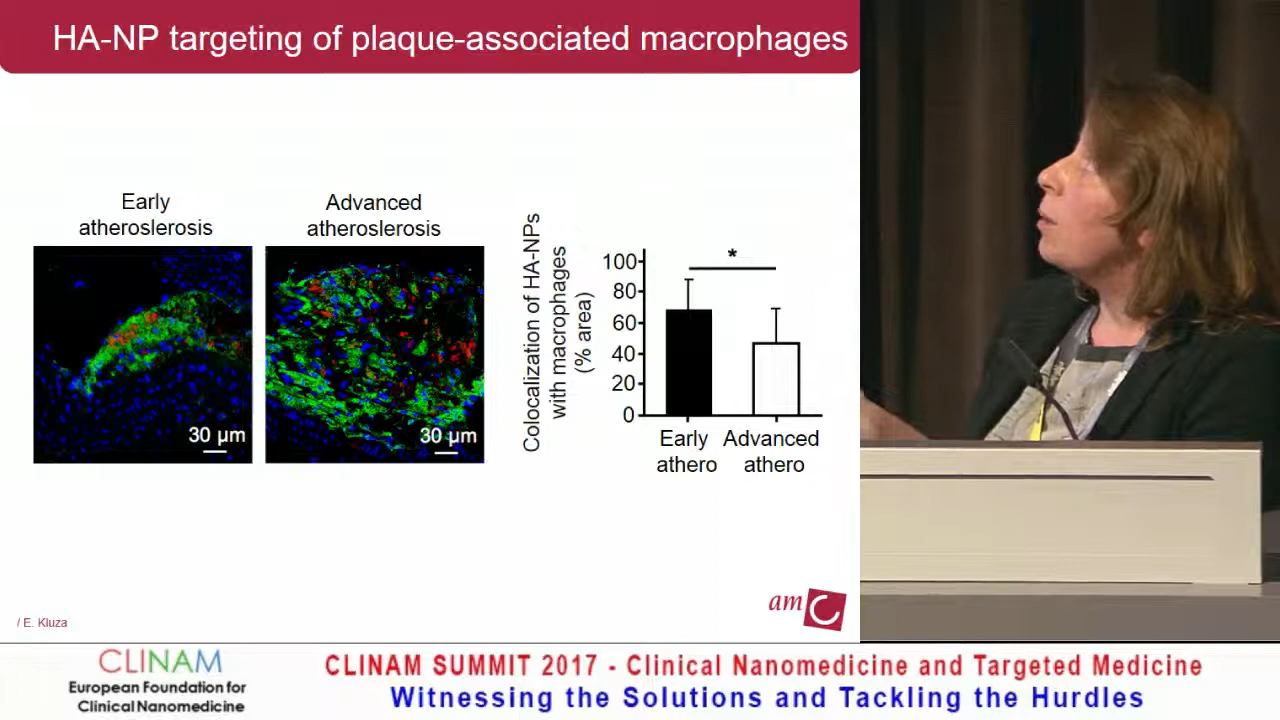 HA-NP targeting of plaque-associated macrophages
Early
atheroslerosis
Advanced
atheroslerosis
30 µm
30 µm
Colocalization of HA-NPs
with macrophages
(% area)
100
80
60
40
20
0
*
Early
athero
Advanced
athero
/ E. Kluza
amC
CLINAM
European Foundation for
Clinical Nanomedicine
CLINAM SUMMIT 2017 - Clinical Nanomedicine and Targeted Medicine
Witnessing the Solutions and Tackling the Hurdles